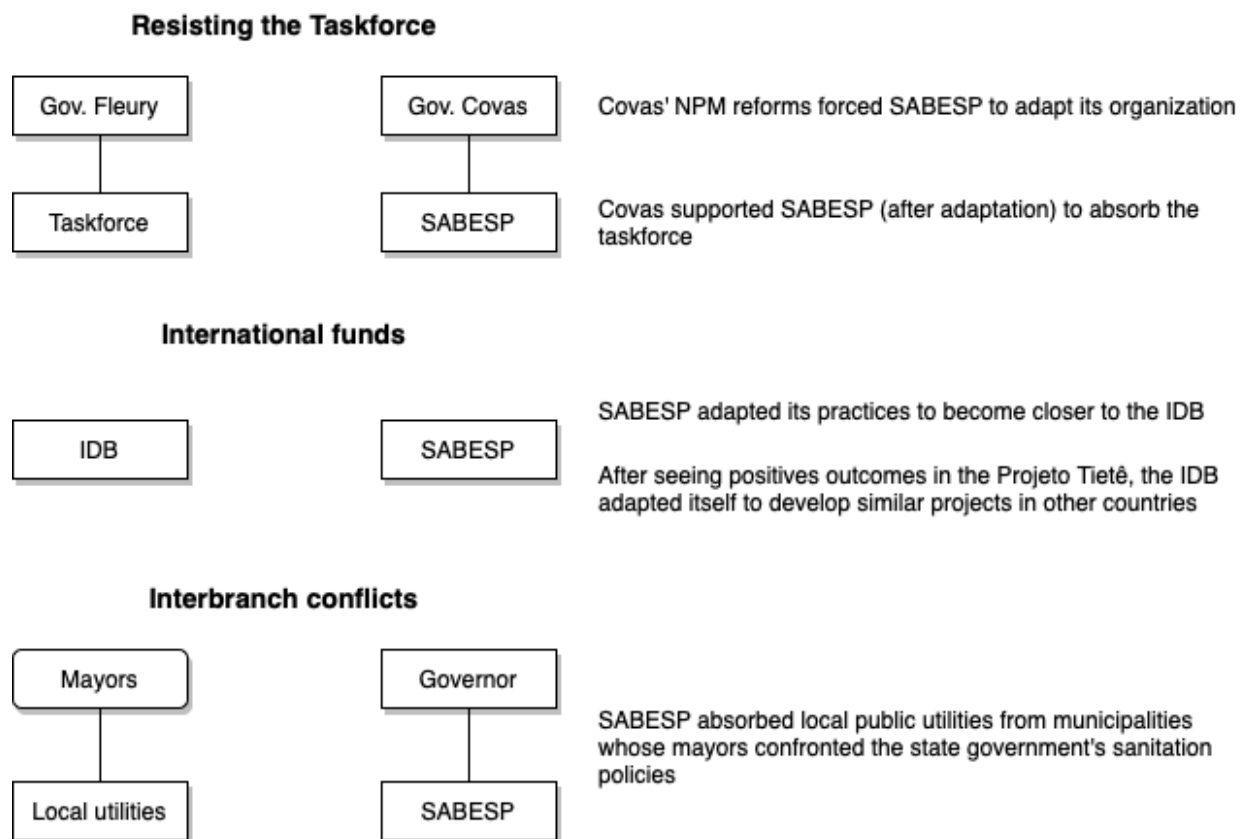 Resisting the Taskforce
Gov. Fleury
Gov. Covas
Covas' NPM reforms forced SABESP to adapt its organization
Taskforce
SABESP
Covas supported SABESP (after adaptation) to absorb the
taskforce
International funds
IDB
SABESP
SABESP adapted its practices to become closer to the IDB
After seeing positives outcomes in the Projeto Tietê, the IDB
adapted itself to develop similar projects in other countries
Interbranch conflicts
Mayors
Governor
SABESP absorbed local public utilities from municipalities
whose mayors confronted the state government's sanitation
policies
Local utilities
SABESP